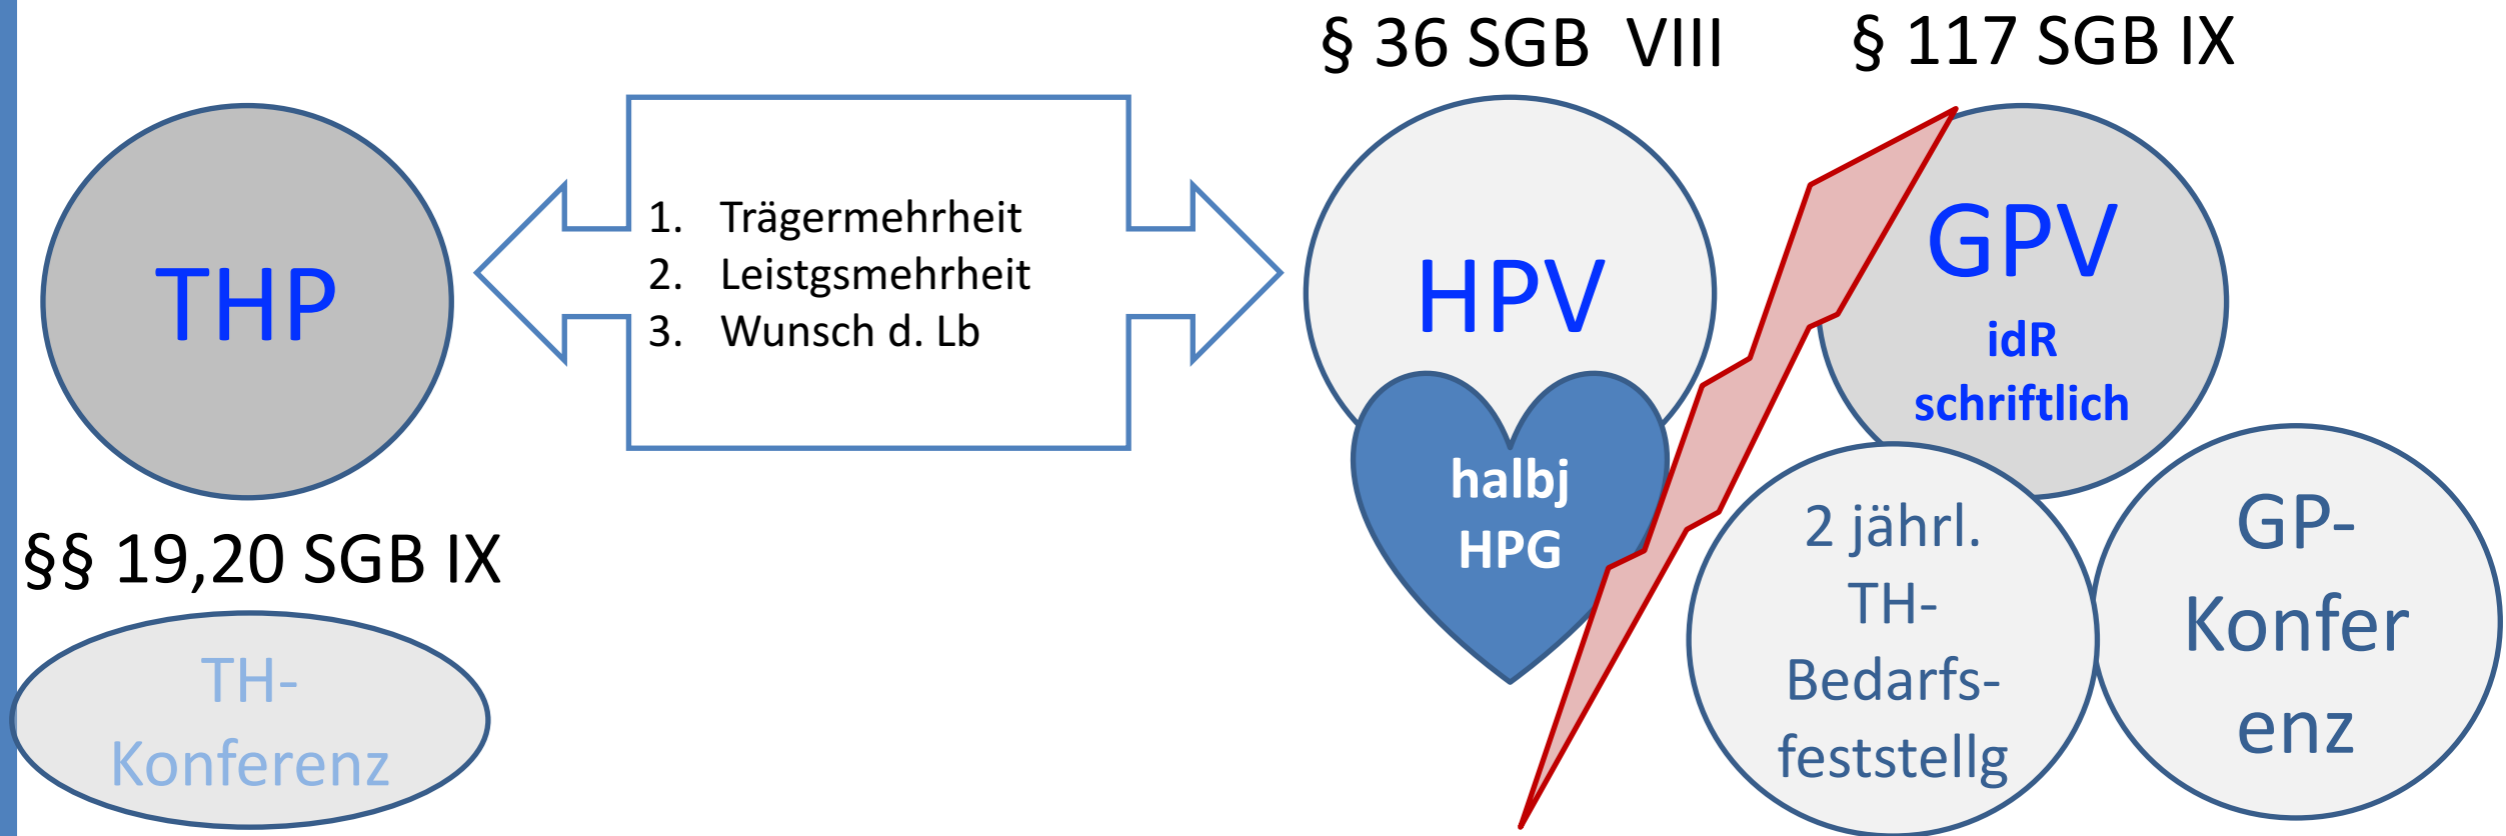 § 36 SGB VIII
§ 117 SGB IX
THP
1. Trägermehrheit
2. Leistgsmehrheit
3. Wunsch d. Lb
HPV
GPV
idR
schriftlich
halbj
HPG
§§ 19,20 SGB IX
TH-
Konferenz
2 jährl.
TH-
Bedarfs-
feststellg
GP-
Konfer
enz